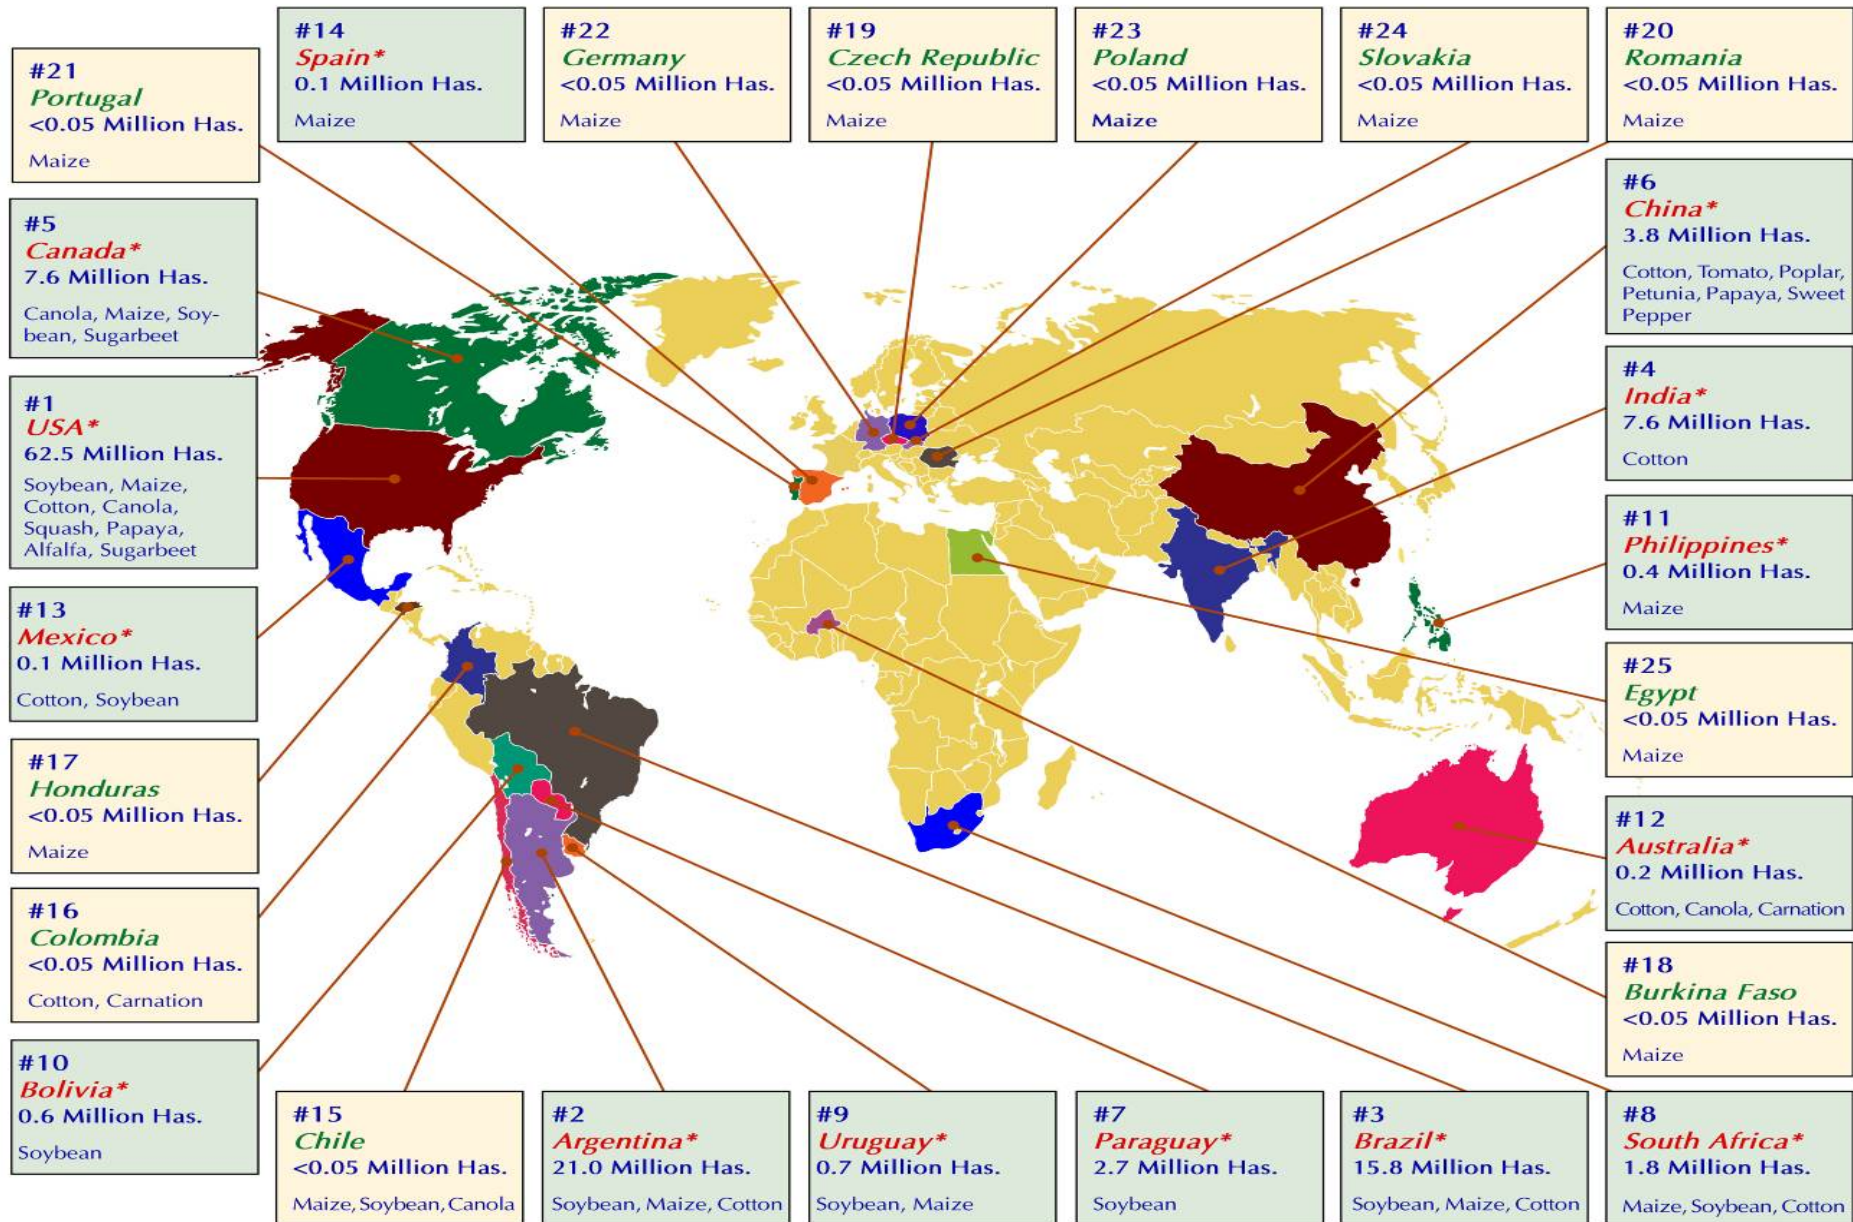 #21
Portugal
<0.05 Million Has.
Maize
#14
Spain*
0.1 Million Has.
Maize
#22
Germany
<0.05 Million Has.
Maize
#19
Czech Republic
<0.05 Million Has.
Maize
#23
Poland
<0.05 Million Has.
Maize
#24
Slovakia
<0.05 Million Has.
Maize
#20
Romania
<0.05 Million Has.
Maize
#5
Canada*
7.6 Million Has.
Canola, Maize, Soy-
bean, Sugarbeet
#1
USA*
62.5 Million Has.
Soybean, Maize,
Cotton, Canola,
Squash, Papaya,
Alfalfa, Sugarbeet
#13
Mexico*
0.1 Million Has.
Cotton, Soybean
#17
Honduras
<0.05 Million Has.
Maize
#16
Colombia
<0.05 Million Has.
Cotton, Carnation
#10
Bolivia*
0.6 Million Has.
Soybean
#6
China*
3.8 Million Has.
Cotton, Tomato, Poplar,
Petunia, Papaya, Sweet
Pepper
#4
India*
7.6 Million Has.
Cotton
#11
Philippines*
0.4 Million Has.
Maize
#25
Egypt
<0.05 Million Has.
Maize
#12
Australia*
0.2 Million Has.
Cotton, Canola, Carnation
#18
Burkina Faso
<0.05 Million Has.
Maize
#15
Chile
<0.05 Million Has.
Maize, Soybean, Canola
#2
Argentina*
21.0 Million Has.
Soybean, Maize, Cotton
#9
Uruguay*
0.7 Million Has.
Soybean, Maize
#7
Paraguay*
2.7 Million Has.
Soybean
#3
Brazil*
15.8 Million Has.
Soybean, Maize, Cotton
#8
South Africa*
1.8 Million Has.
Maize, Soybean, Cotton